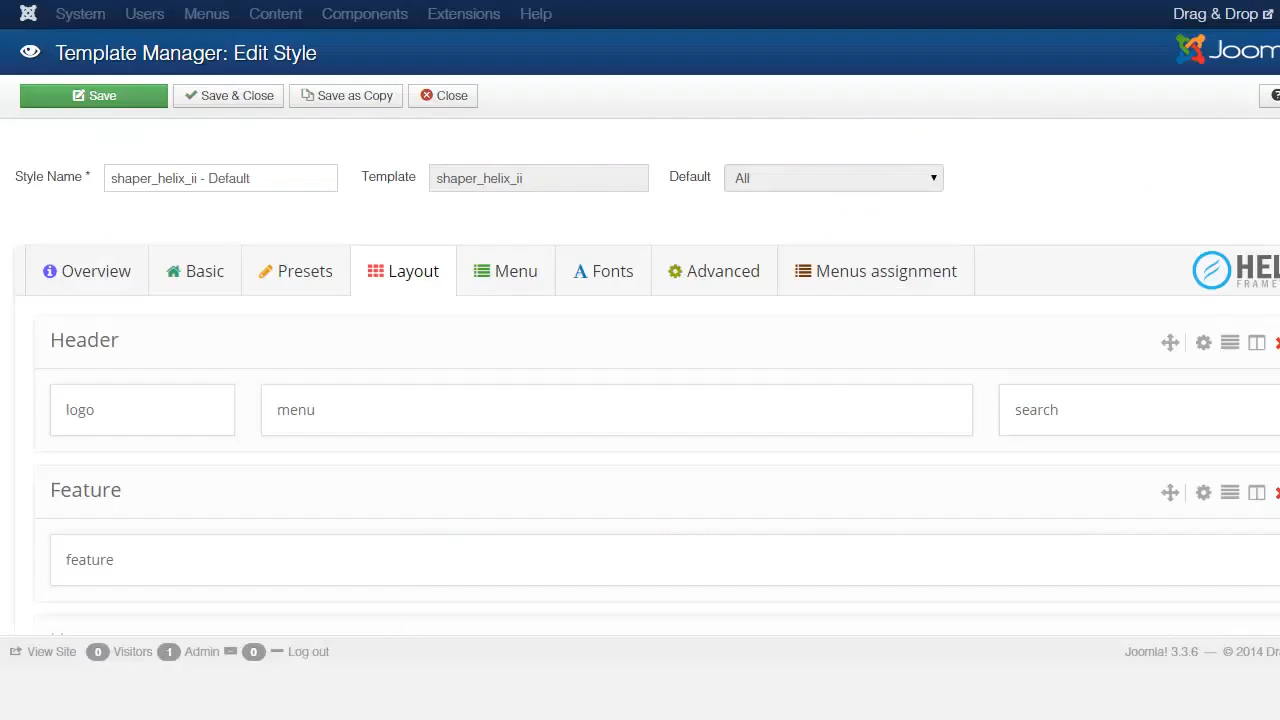 System Users Menus Content Components Extensions Help Drag & Drop
Template Manager: Edit Style
Save Save & Close Save as Copy Close
Style Name * shaper_helix_ii - Default Template shaper_helix_ii Default All
Overview Basic Presets Layout Menu Fonts Advanced Menus assignment
Header
logo menu search
Feature
feature
View Site 0 Visitors 1 Admin 0 Log out Joomla! 3.3.6 — © 2014